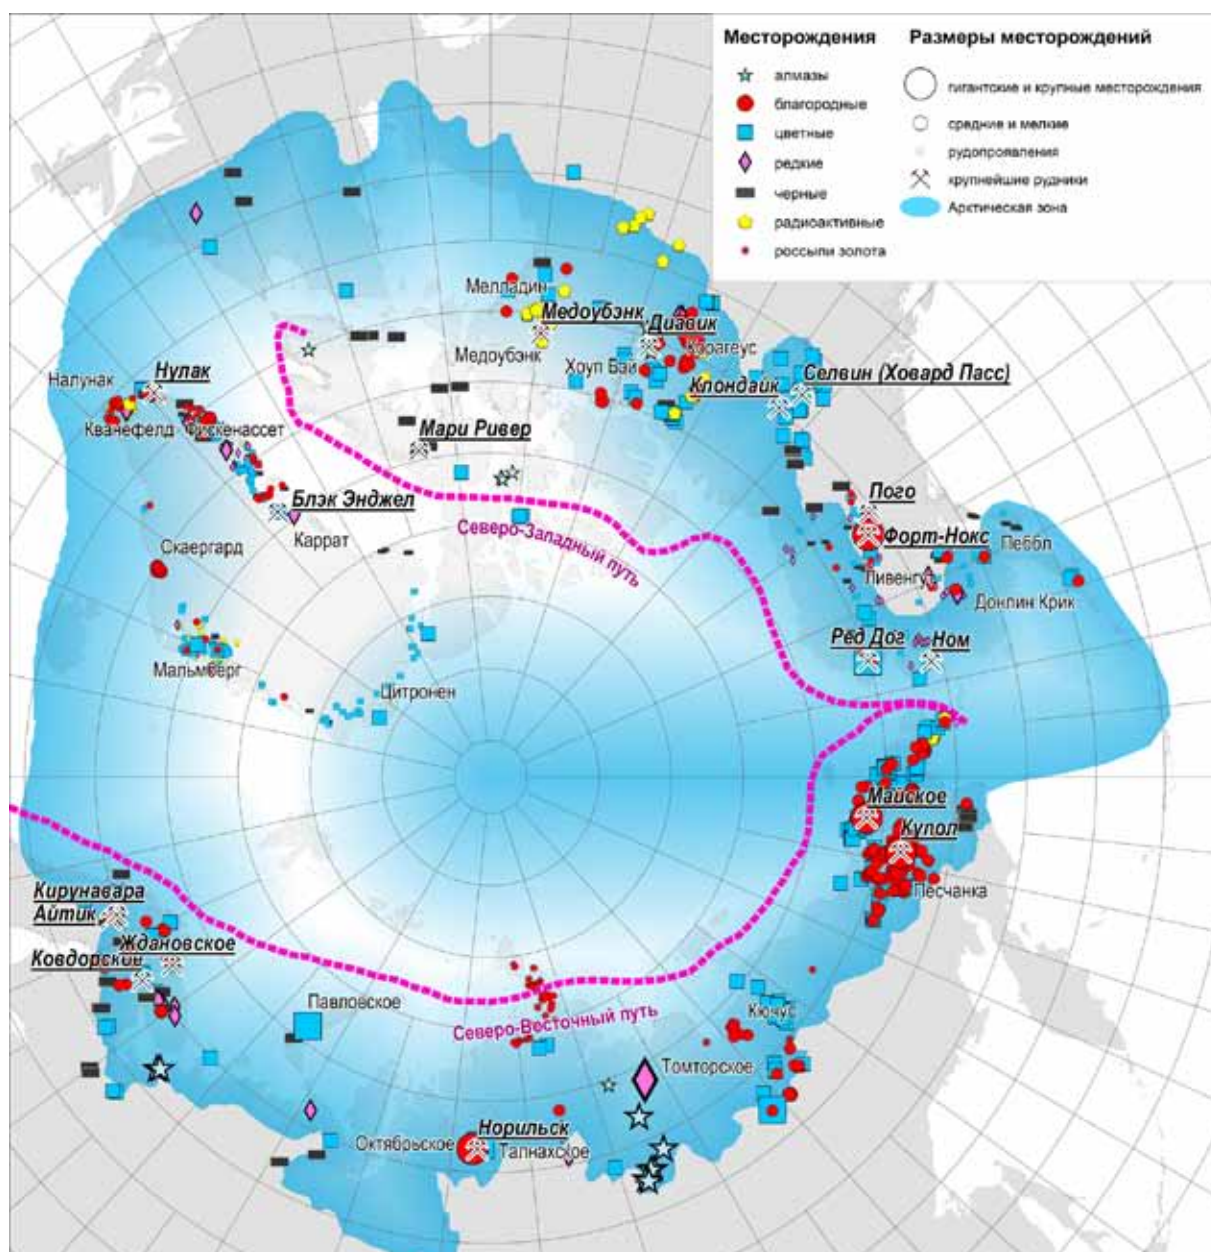 Месторождения
алмазы
благородные
цветные
редкие
черные
радиоактивные
россыпи золота
Размеры месторождений
гигантские и крупные месторождения
средние и мелкие
рудопроявления
крупнейшие рудники
Арктическая зона
Мелладин
Медоубэнк
Диавик
Медоубэнк
Хоуп Бэй
Корагеус
Клондайк
Селвин (Ховард Пасс)
Налунак
Нулак
Кванефелд
Фискенассет
Мари Ривер
Блэк Энджел
Каррат
Северо-Западный путь
Пого
Форт-Нокс
Пеббл
Ливенгуд
Донлин Крик
Скаергард
Мальмберг
Цитронен
Ред Дог
Ном
Майское
Купол
Песчанка
Кирунавара
Айтик
Ждановское
Ковдорское
Павловское
Северо-Восточный путь
Кючус
Томторское
Октябрьское
Норильск
Талнахское